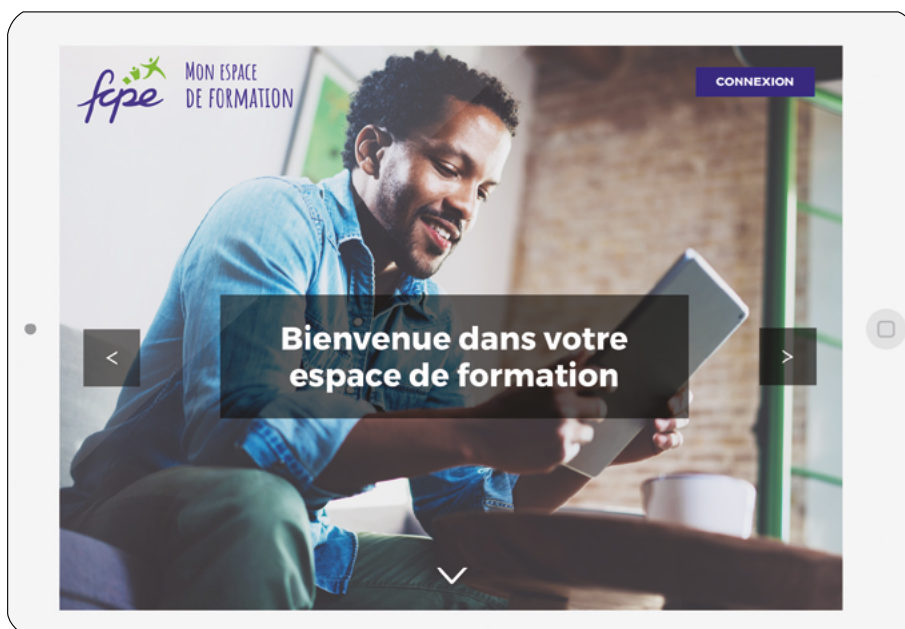 fcpe
MON ESPACE
DE FORMATION
CONNEXION
Bienvenue dans votre
espace de formation
<
>